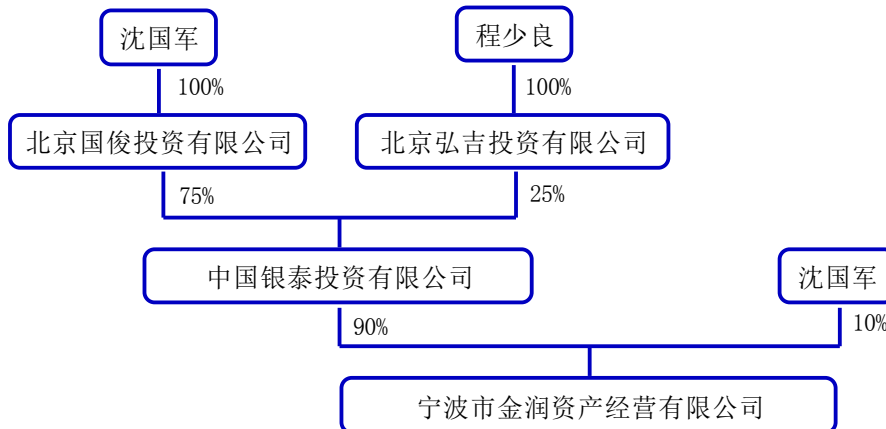 沈国军
程少良
100%
100%
北京国俊投资有限公司
北京弘吉投资有限公司
75%
25%
中国银泰投资有限公司
沈国军
90%
10%
宁波市金润资产经营有限公司